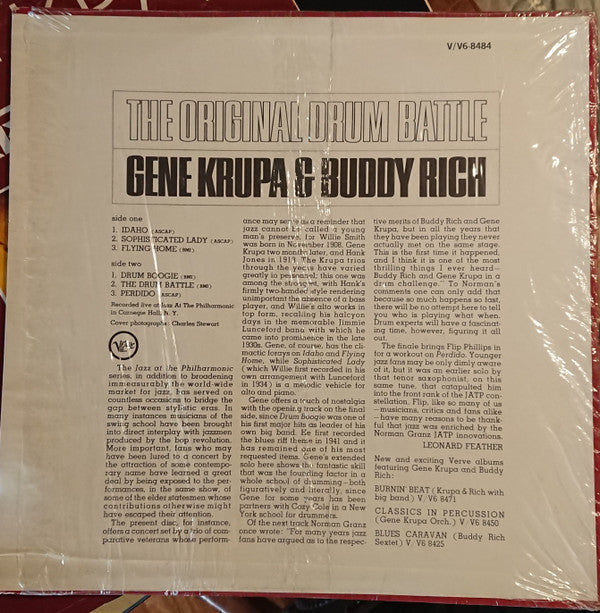 V/V6-8484
THE ORIGINAL DRUM BATTLE
GENE KRUPA & BUDDY RICH
side one
1. IDAHO (ASCAP)
2. SOPHISTICATED LADY (ASCAP)
3. FLYING HOME (BMI)
side two
1. DRUM BOOGIE (BMI)
2. THE DRUM BATTLE (BMI)
3. PERDIDO (ASCAP)
Recorded live at Jazz At The Philharmonic
in Carnegie Hall, N. Y.
Cover photographs: Charles Stewart
Verve
The Jazz at the Philharmonic
series, in addition to broadening
immeasurably the world-wide
market for jazz, has served on
countless occasions to bridge the
gap between stylistic eras. In
many instances musicians of the
swing school have been brought
into direct interplay with jazzmen
produced by the bop revolution.
More important, fans who may
have been lured to a concert by
the attraction of some contempo-
rary name have learned a great
deal by being exposed to the per-
formances, in the same show, of
some of the elder statesmen whose
contributions otherwise might
have escaped their attention.
The present disc, for instance,
offers a concert set by a trio of com-
parative veterans whose perform-
ance may serve as a reminder that
jazz cannot be called a young
man's preserve, for Willie Smith
was born in November 1908, Gene
Krupa two months later, and Hank
Jones in 1918. The Krupa trios
through the years have varied
greatly in personnel; this one was
among the strongest, with Hank's
firmly two-handed style rendering
unimportant the absence of a bass
player, and Willie's alto works in
top form, recalling his halcyon
days in the memorable Jimmie
Lunceford band with which he
came into prominence in the late
1930s. Gene, of course, has the cli-
mactic forays on Idaho and Flying
Home, while Sophisticated Lady
(which Willie first recorded in his
own arrangement with Lunceford
in 1934) is a melodic vehicle for
alto and piano.
Gene offers a touch of nostalgia
with the opening track on the final
side, since Drum Boogie was one of
his first major hits as leader of his
own big band. He first recorded
the blues riff theme in 1941 and it
has remained one of his most
requested items. Gene's extended
solo here shows the fantastic skill
that was the founding factor in a
whole school of drumming—both
figuratively and literally, since
Gene for some years has been
partners with Cozy Cole in a New
York school for drummers.
Of the next track Norman Granz
once wrote: "For many years jazz
fans have argued as to the respec-
tive merits of Buddy Rich and Gene
Krupa, but in all the years that
they have been playing they never
actually met on the same stage.
This is the first time it happened,
and I think it is one of the most
thrilling things I ever heard—
Buddy Rich and Gene Krupa in a
drum challenge." To Norman's
comments one can only add that
because so much happens so fast,
there will be no attempt here to tell
you who is playing what when.
Drum experts will have a fascinat-
ing time, however, figuring it all
out.
The finale brings Flip Phillips in
for a workout on Perdido. Younger
jazz fans may be only dimly aware
of it, but it was an earlier solo by
that tenor saxophonist, on this
same tune, that catapulted him
into the front rank of the JATP con-
stellation. Flip, like so many of us
—musicians, critics and fans alike
—have many reasons to be thank-
ful that jazz was enriched by the
Norman Granz JATP innovations.
LEONARD FEATHER
New and exciting Verve albums
featuring Gene Krupa and Buddy
Rich:
BURNIN' BEAT (Krupa & Rich with
big band) V/V6 8471
CLASSICS IN PERCUSSION
(Gene Krupa Orch.) V/V6 8450
BLUES CARAVAN (Buddy Rich
Sextet) V/V6 8425